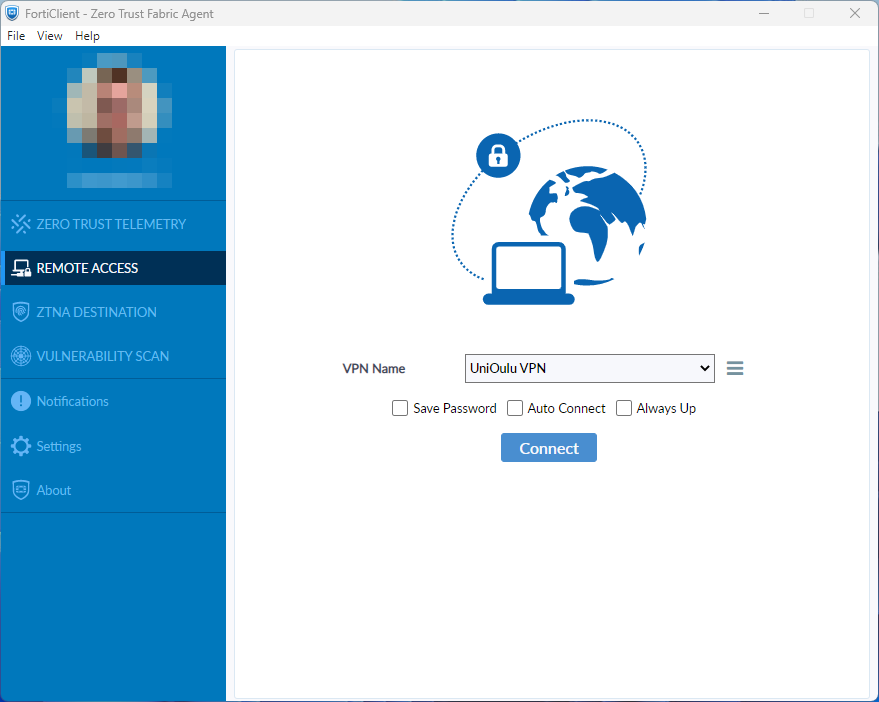 FortiClient - Zero Trust Fabric Agent
File View Help
ZERO TRUST TELEMETRY
REMOTE ACCESS
ZTNA DESTINATION
VULNERABILITY SCAN
Notifications
Settings
About
VPN Name UniOulu VPN
Save Password Auto Connect Always Up
Connect